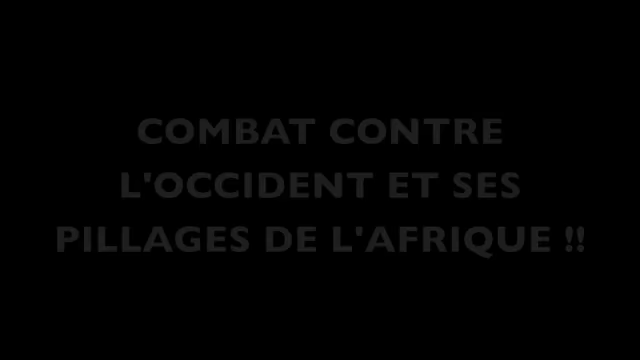 COMBAT CONTRE
L'OCCIDENT ET SES
PILLAGES DE L'AFRIQUE !!